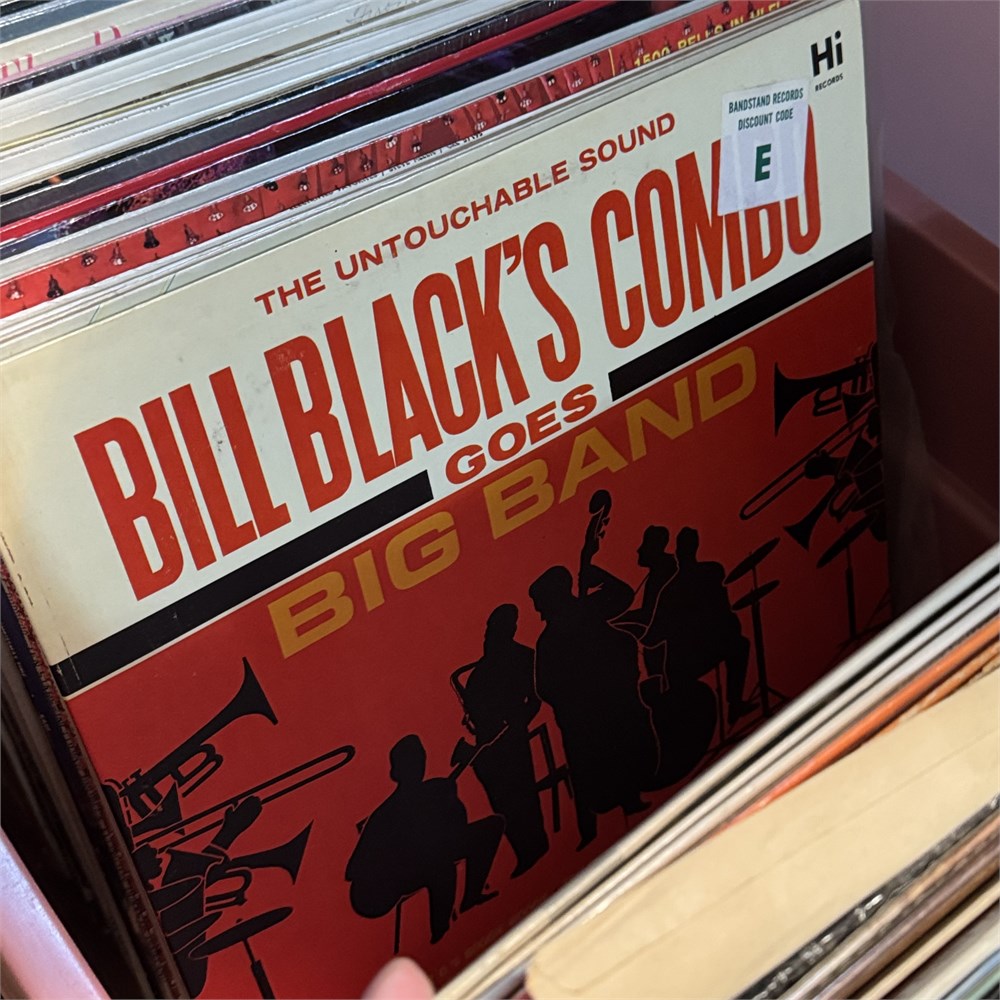 1500 BELLS IN
Hi
RECORDS
BANDSTAND RECORDS
DISCOUNT CODE
E
THE UNTOUCHABLE SOUND
BILL BLACK'S COMBO
GOES
BIG BAND